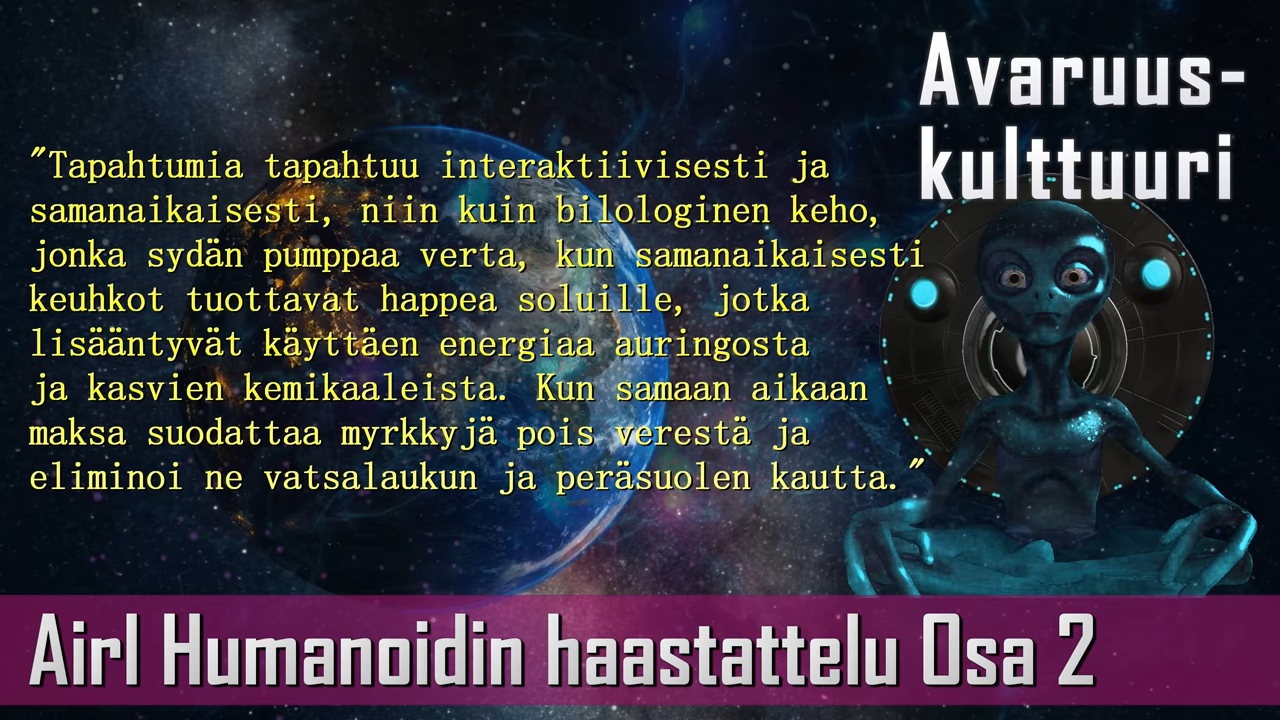 Avaruus-
kulttuuri
"Tapahtumia tapahtuu interaktiivisesti ja
samanaikaisesti, niin kuin bilologinen keho,
jonka sydän pumppaa verta, kun samanaikaisesti
keuhkot tuottavat happea soluille, jotka
lisääntyvät käyttäen energiaa auringosta
ja kasvien kemikaaleista. Kun samaan aikaan
maksa suodattaa myrkkyjä pois verestä ja
eliminoi ne vatsalaukun ja peräsuolen kautta."
Airl Humanoidin haastattelu Osa 2